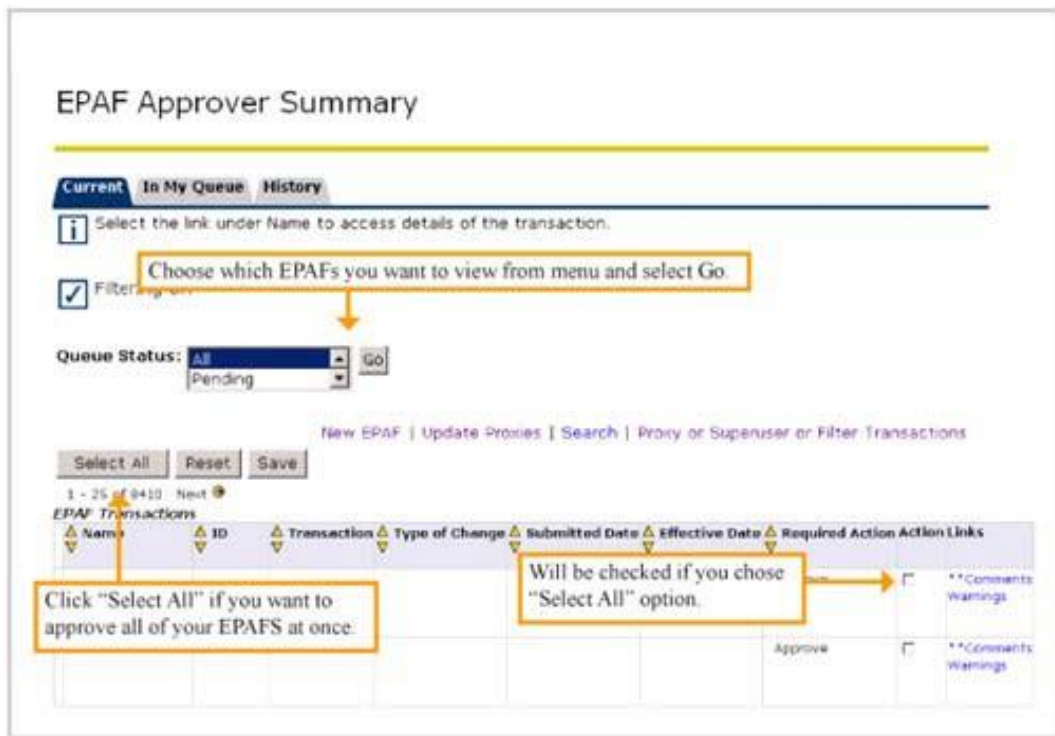 EPAF Approver Summary
Current In My Queue History
Select the link under Name to access details of the transaction.
Choose which EPAFs you want to view from menu and select Go.
Queue Status: All Go
Pending
New EPAF | Update Proxies | Search | Proxy or Superuser or Filter Transactions
Select All Reset Save
1 - 25 of 8410 Next
EPAF Transactions
Name ID Transaction Type of Change Submitted Date Effective Date Required Action Action Links
Will be checked if you chose
"Select All" option.
**Comments
Warnings
Click "Select All" if you want to
approve all of your EPAFS at once.
Approve **Comments
Warnings